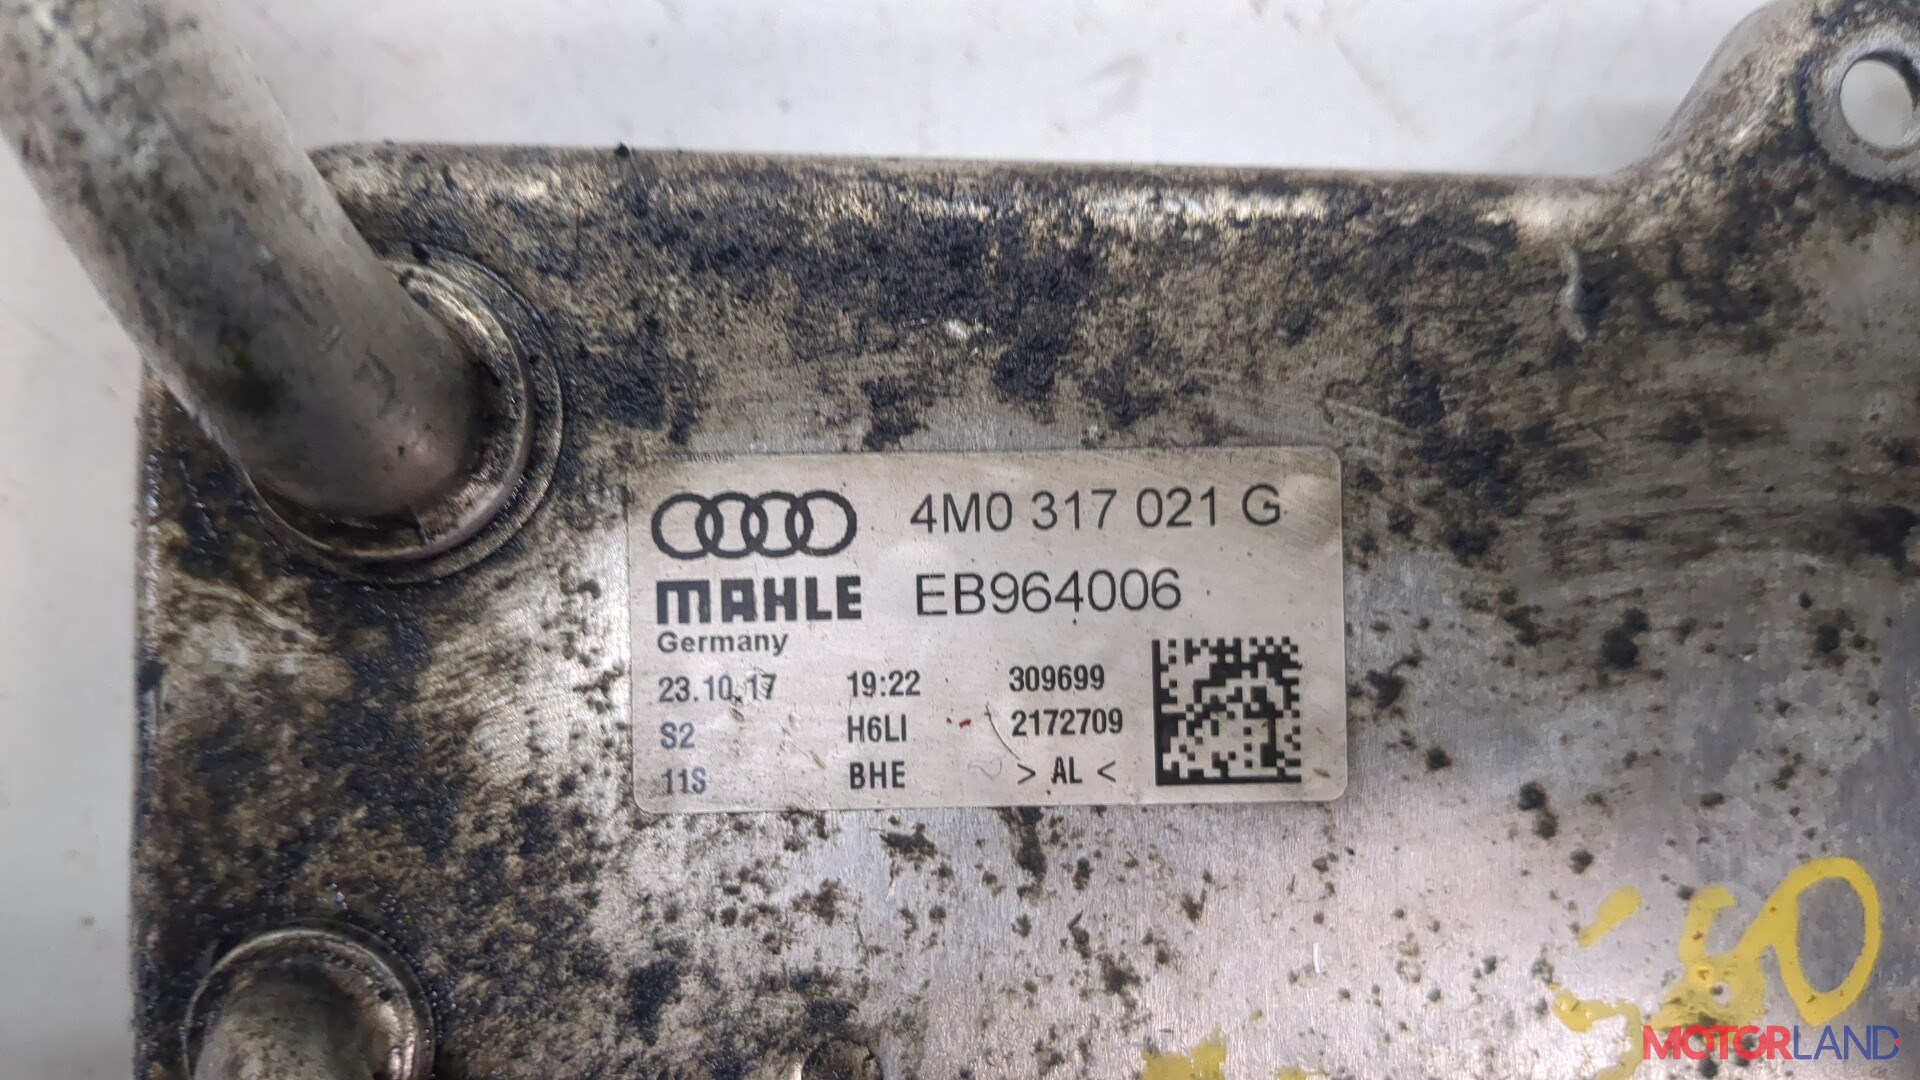 4M0 317 021 G
MAHLE EB964006
Germany
23.10.17 19:22 309699
S2 H6LI 2172709
11S BHE > AL <
MOTORLAND